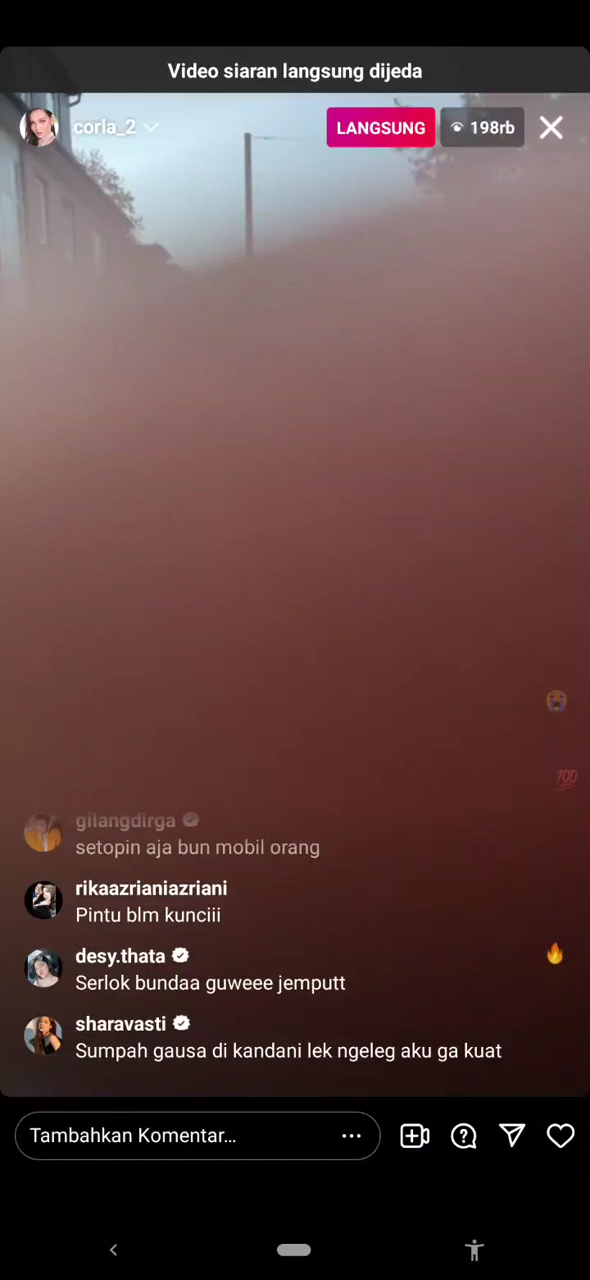 Video siaran langsung dijeda
corla_2
LANGSUNG
198rb
gilangdirga
setopin aja bun mobil orang
rikaazrianiazriani
Pintu blm kunciii
desy.thata
Serlok bundaa guweee jemputt
sharavasti
Sumpah gausa di kandani lek ngeleg aku ga kuat
Tambahkan Komentar...